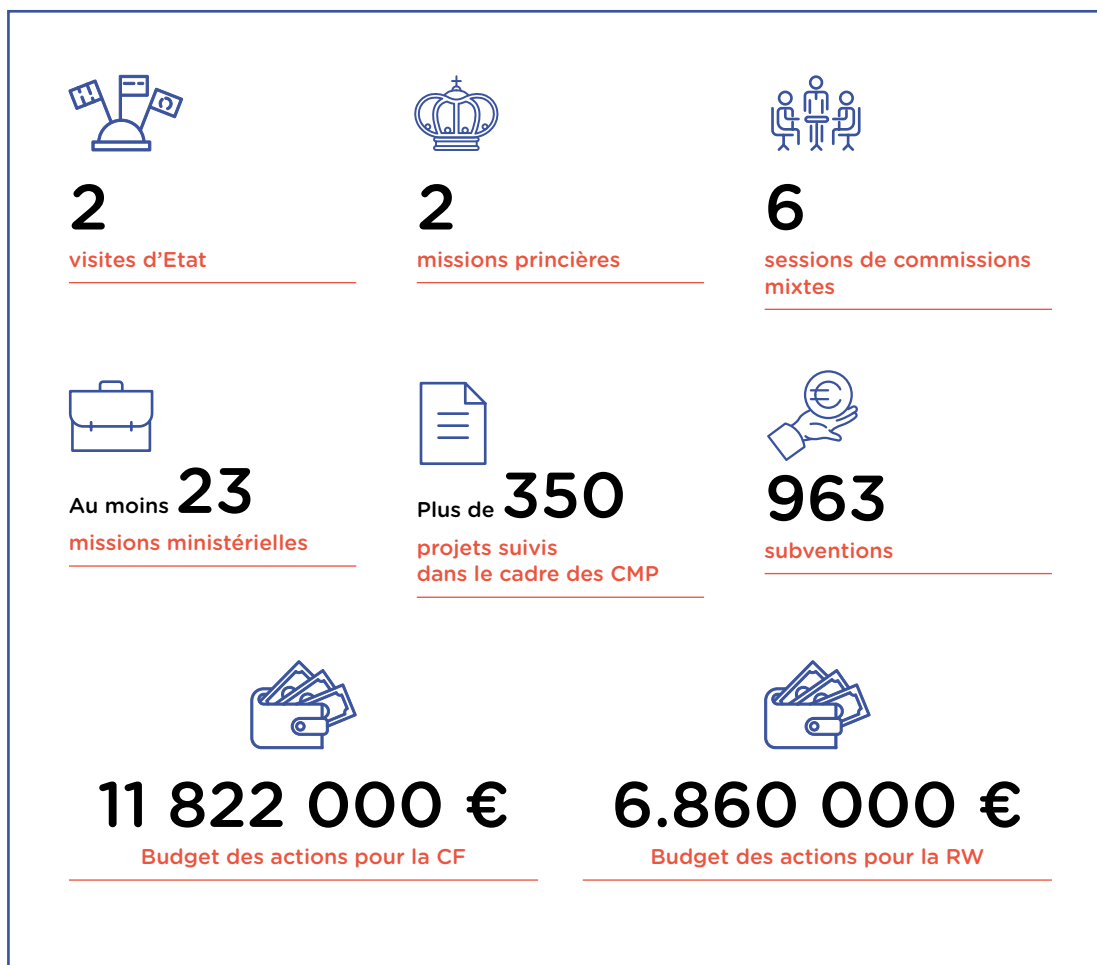 2
visites d'Etat
2
missions princières
6
sessions de commissions
mixtes
Au moins 23
missions ministérielles
Plus de 350
projets suivis
dans le cadre des CMP
963
subventions
11 822 000 €
Budget des actions pour la CF
6.860 000 €
Budget des actions pour la RW